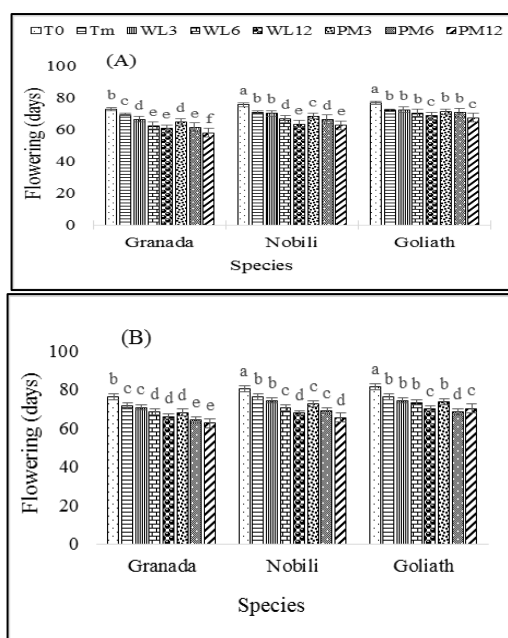 T0 Tm WL3 WL6 WL12 PM3 PM6 PM12
(A)
Flowering (days)
100
80
60
40
20
0
b c d e e d e f
a b b d e c d e
a b b b c b b c
Granada Nobili Goliath
Species
(B)
Flowering (days)
100
80
60
40
20
0
b c c d d d e e
a b b c d c c d
a b b b c b d c
Granada Nobili Goliath
Species